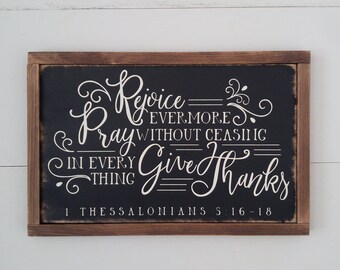 Rejoice
EVERMORE
Pray WITHOUT CEASING
IN EVERY
THING Give Thanks
1 THESSALONIANS 5:16-18